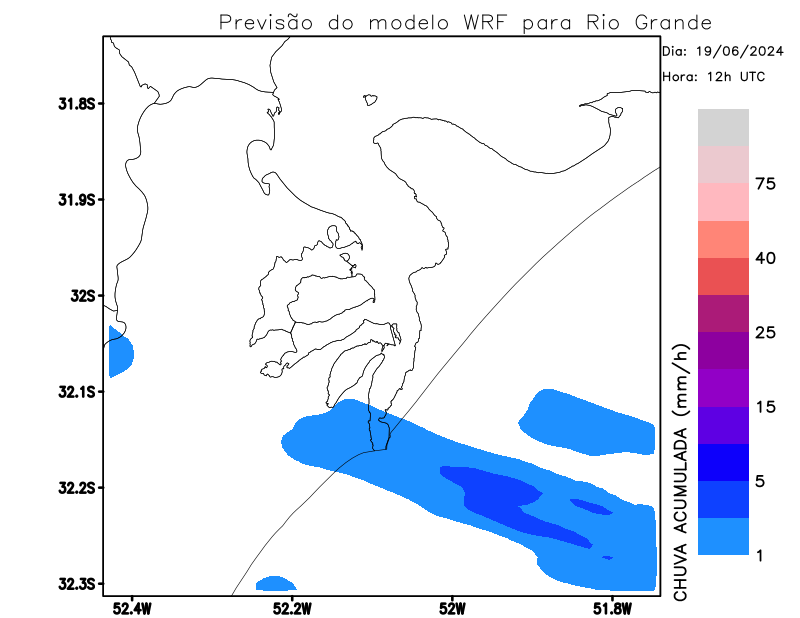 Previsão do modelo WRF para Rio Grande
Dia: 19/06/2024
Hora: 12h UTC
31.8S
31.9S
32S
32.1S
32.2S
32.3S
52.4W
52.2W
52W
51.8W
75
40
25
15
5
1
CHUVA ACUMULADA (mm/h)